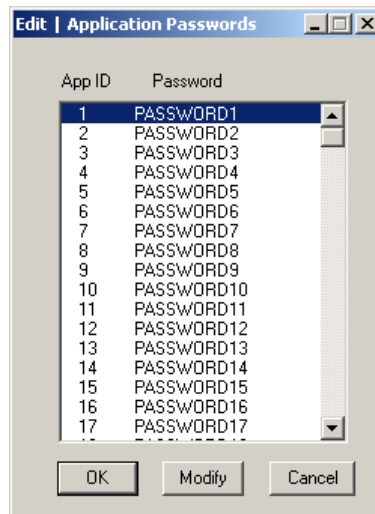 Edit | Application Passwords
App ID Password
1 PASSWORD1
2 PASSWORD2
3 PASSWORD3
4 PASSWORD4
5 PASSWORD5
6 PASSWORD6
7 PASSWORD7
8 PASSWORD8
9 PASSWORD9
10 PASSWORD10
11 PASSWORD11
12 PASSWORD12
13 PASSWORD13
14 PASSWORD14
15 PASSWORD15
16 PASSWORD16
17 PASSWORD17
OK Modify Cancel